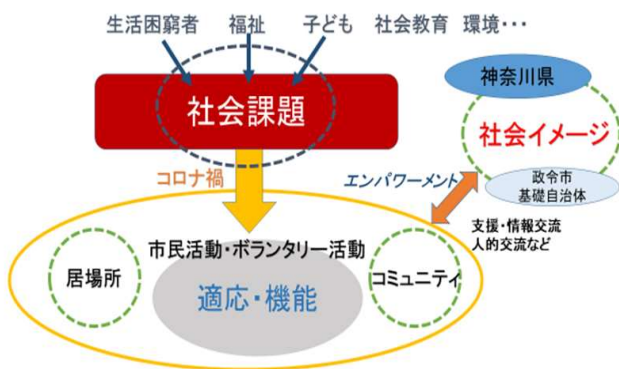 生活困窮者 福祉 子ども 社会教育 環境・・・
社会課題
神奈川県
社会イメージ
政令市
基礎自治体
コロナ禍
エンパワーメント
支援・情報交流
人的交流など
市民活動・ボランタリー活動
居場所
適応・機能
コミュニティ